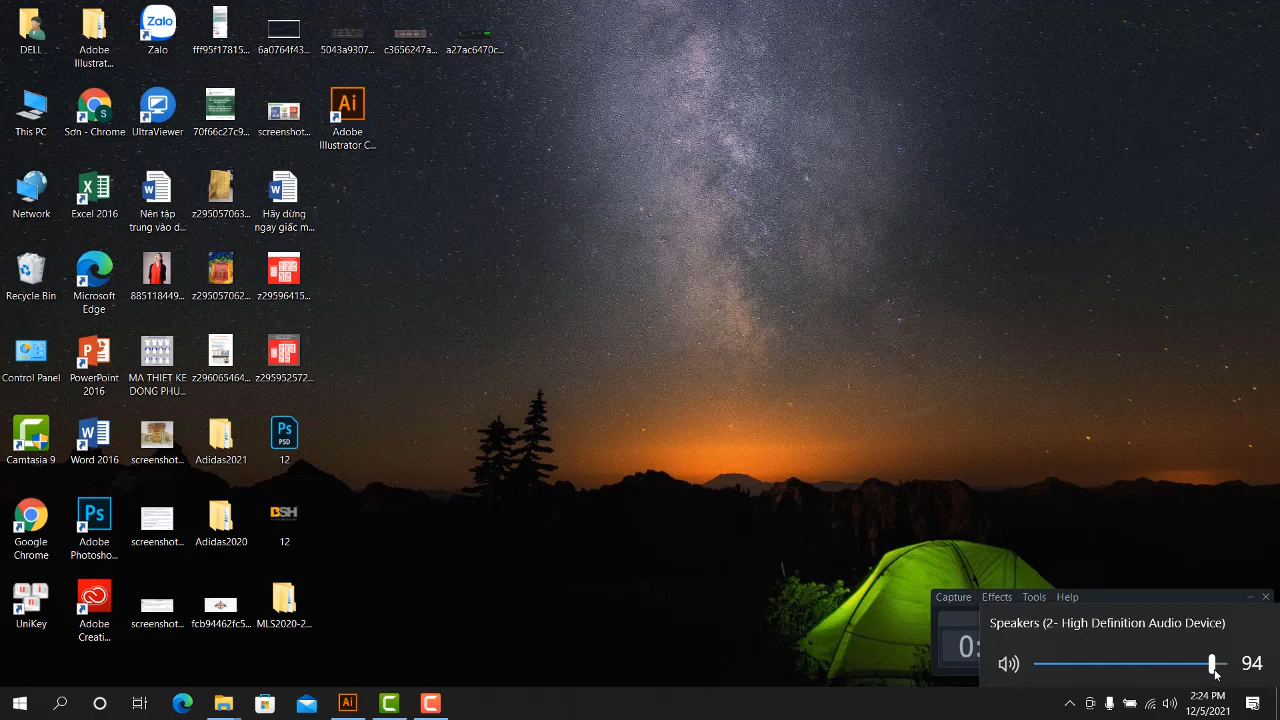 DELL
Adobe
Illustrat...
Zalo
fff95f17815...
6a0764f43...
5043a9307...
c3656247a...
a27ac6470c...
This PC
Sơn - Chrome
UltraViewer
70f66c27c9...
screenshot...
Adobe
Illustrator C...
Network
Excel 2016
Nên tập
trung vào d...
z295057063...
Hãy dừng
ngay giấc m...
Recycle Bin
Microsoft
Edge
885118449...
z295057062...
z29596415...
Control Panel
PowerPoint
2016
MA THIET KE
DONG PHU...
z296065464...
z295952572...
Camtasia 9
Word 2016
screenshot...
Adidas2021
12
Google
Chrome
Adobe
Photosho...
screenshot...
Adidas2020
12
UniKey
Adobe
Creati...
screenshot...
fcb94462fc5...
MLS2020-2...
Capture Effects Tools Help
Speakers (2- High Definition Audio Device)
0:
94
2:24 PM
12/5/2021